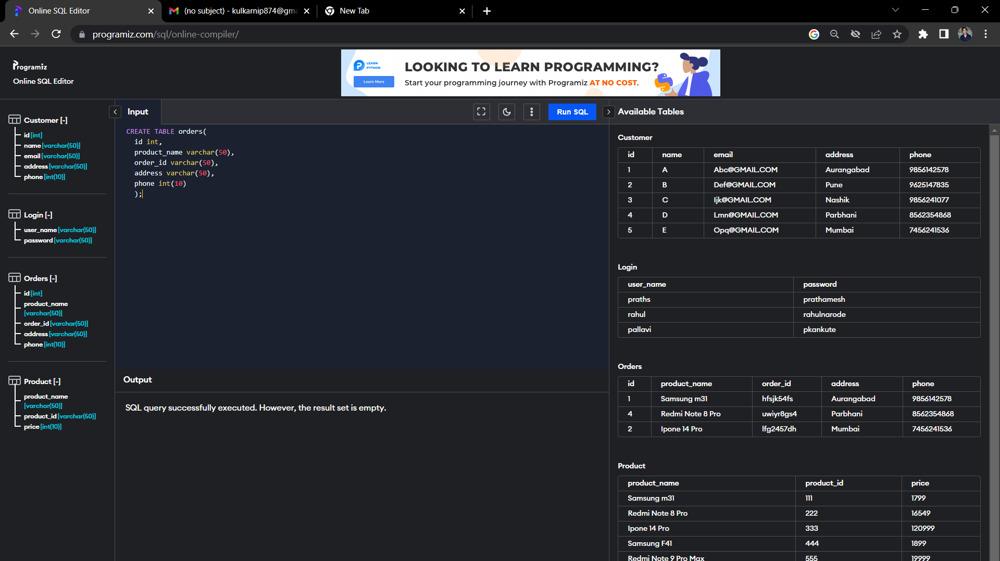 Online SQL Editor
(no subject) - kulkarnip874@gma
New Tab
programiz.com/sql/online-compiler/
Programiz
Online SQL Editor
LEARN PYTHON
Learn More
LOOKING TO LEARN PROGRAMMING?
Start your programming journey with Programiz AT NO COST.
Customer [-]
id [int]
name [varchar(50)]
email [varchar(50)]
address [varchar(50)]
phone [int(10)]
Login [-]
user_name [varchar(50)]
password [varchar(50)]
Orders [-]
id [int]
product_name
[varchar(50)]
order_id [varchar(50)]
address [varchar(50)]
phone [int(10)]
Product [-]
product_name
[varchar(50)]
product_id [varchar(50)]
price [int(10)]
Input
Run SQL
CREATE TABLE orders(
id int,
product_name varchar(50),
order_id varchar(50),
address varchar(50),
phone int(10)
);
Output
SQL query successfully executed. However, the result set is empty.
Available Tables
Customer
id name email address phone
1 A Abc@GMAIL.COM Aurangabad 9856142578
2 B Def@GMAIL.COM Pune 9625147835
3 C Ijk@GMAIL.COM Nashik 9856241077
4 D Lmn@GMAIL.COM Parbhani 8562354868
5 E Opq@GMAIL.COM Mumbai 7456241536
Login
user_name password
praths prathamesh
rahul rahulnarode
pallavi pkankute
Orders
id product_name order_id address phone
1 Samsung m31 hfsjk54fs Aurangabad 9856142578
4 Redmi Note 8 Pro uwiyr8gs4 Parbhani 8562354868
2 Ipone 14 Pro lfg2457dh Mumbai 7456241536
Product
product_name product_id price
Samsung m31 111 1799
Redmi Note 8 Pro 222 16549
Ipone 14 Pro 333 120999
Samsung F41 444 1899
Redmi Note 9 Pro Max 555 19999